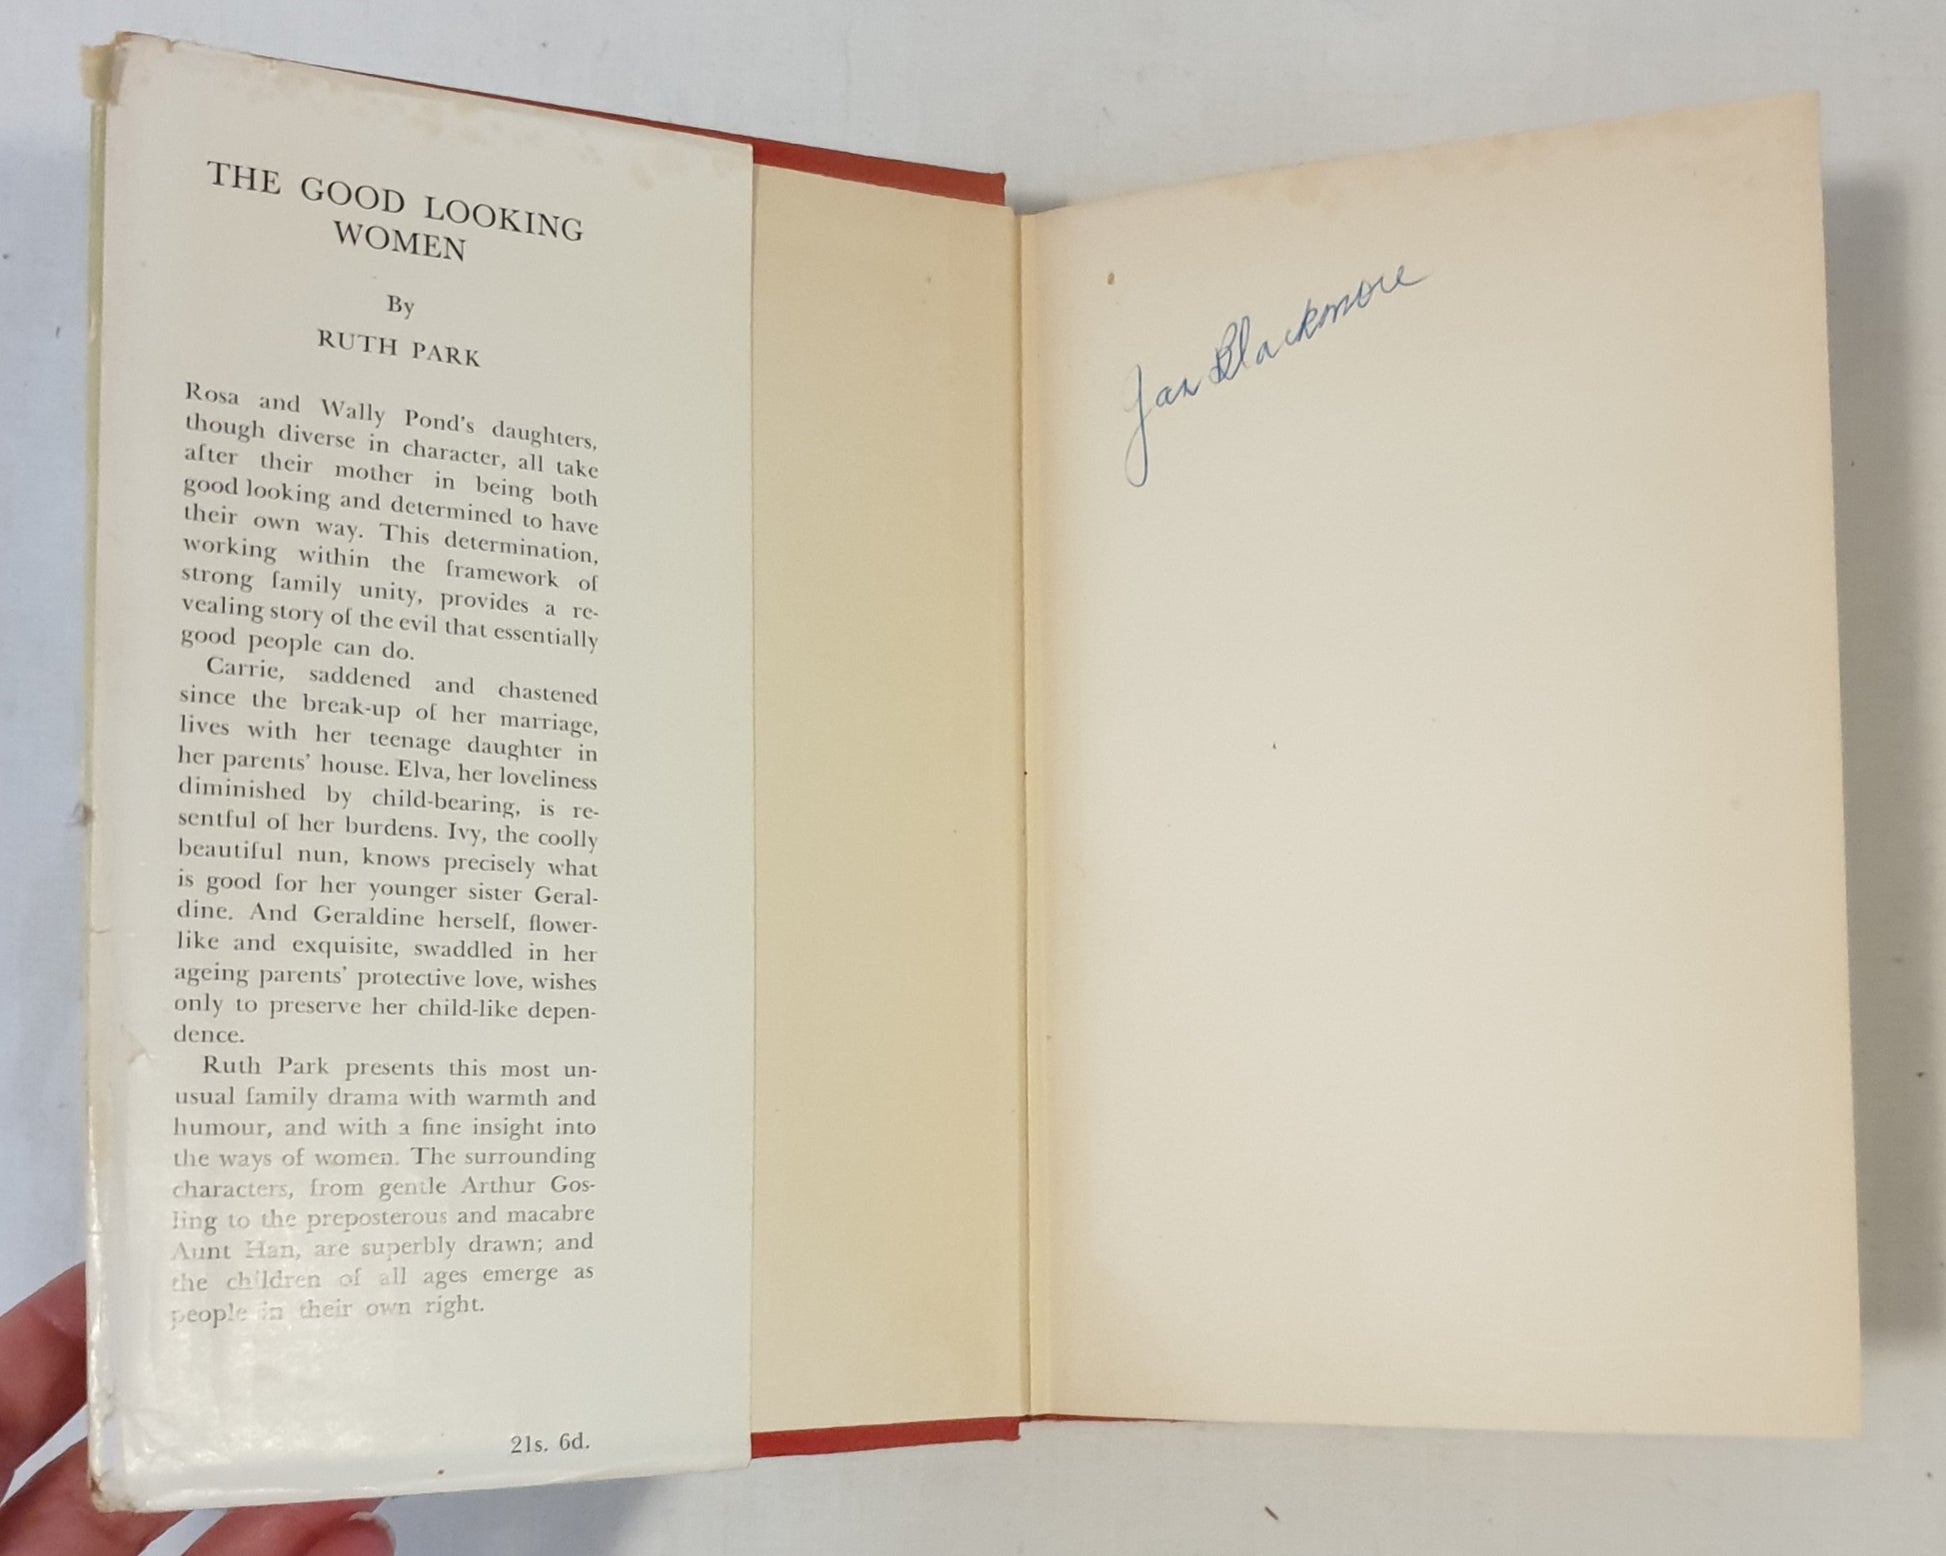 THE GOOD LOOKING
WOMEN
By
RUTH PARK
Rosa and Wally Pond's daughters,
though diverse in character, all take
after their mother in being both
good looking and determined to have
their own way. This determination,
working within the framework of
strong family unity, provides a re-
vealing story of the evil that essentially
good people can do.
Carrie, saddened and chastened
since the break-up of her marriage,
lives with her teenage daughter in
her parents' house. Elva, her loveliness
diminished by child-bearing, is re-
sentful of her burdens. Ivy, the coolly
beautiful nun, knows precisely what
is good for her younger sister Geral-
dine. And Geraldine herself, flower-
like and exquisite, swaddled in her
ageing parents' protective love, wishes
only to preserve her child-like depen-
dence.
Ruth Park presents this most un-
usual family drama with warmth and
humour, and with a fine insight into
the ways of women. The surrounding
characters, from gentle Arthur Gos-
ling to the preposterous and macabre
Aunt Han, are superbly drawn; and
the children of all ages emerge as
people in their own right.
21s. 6d.
Jan Blackmore